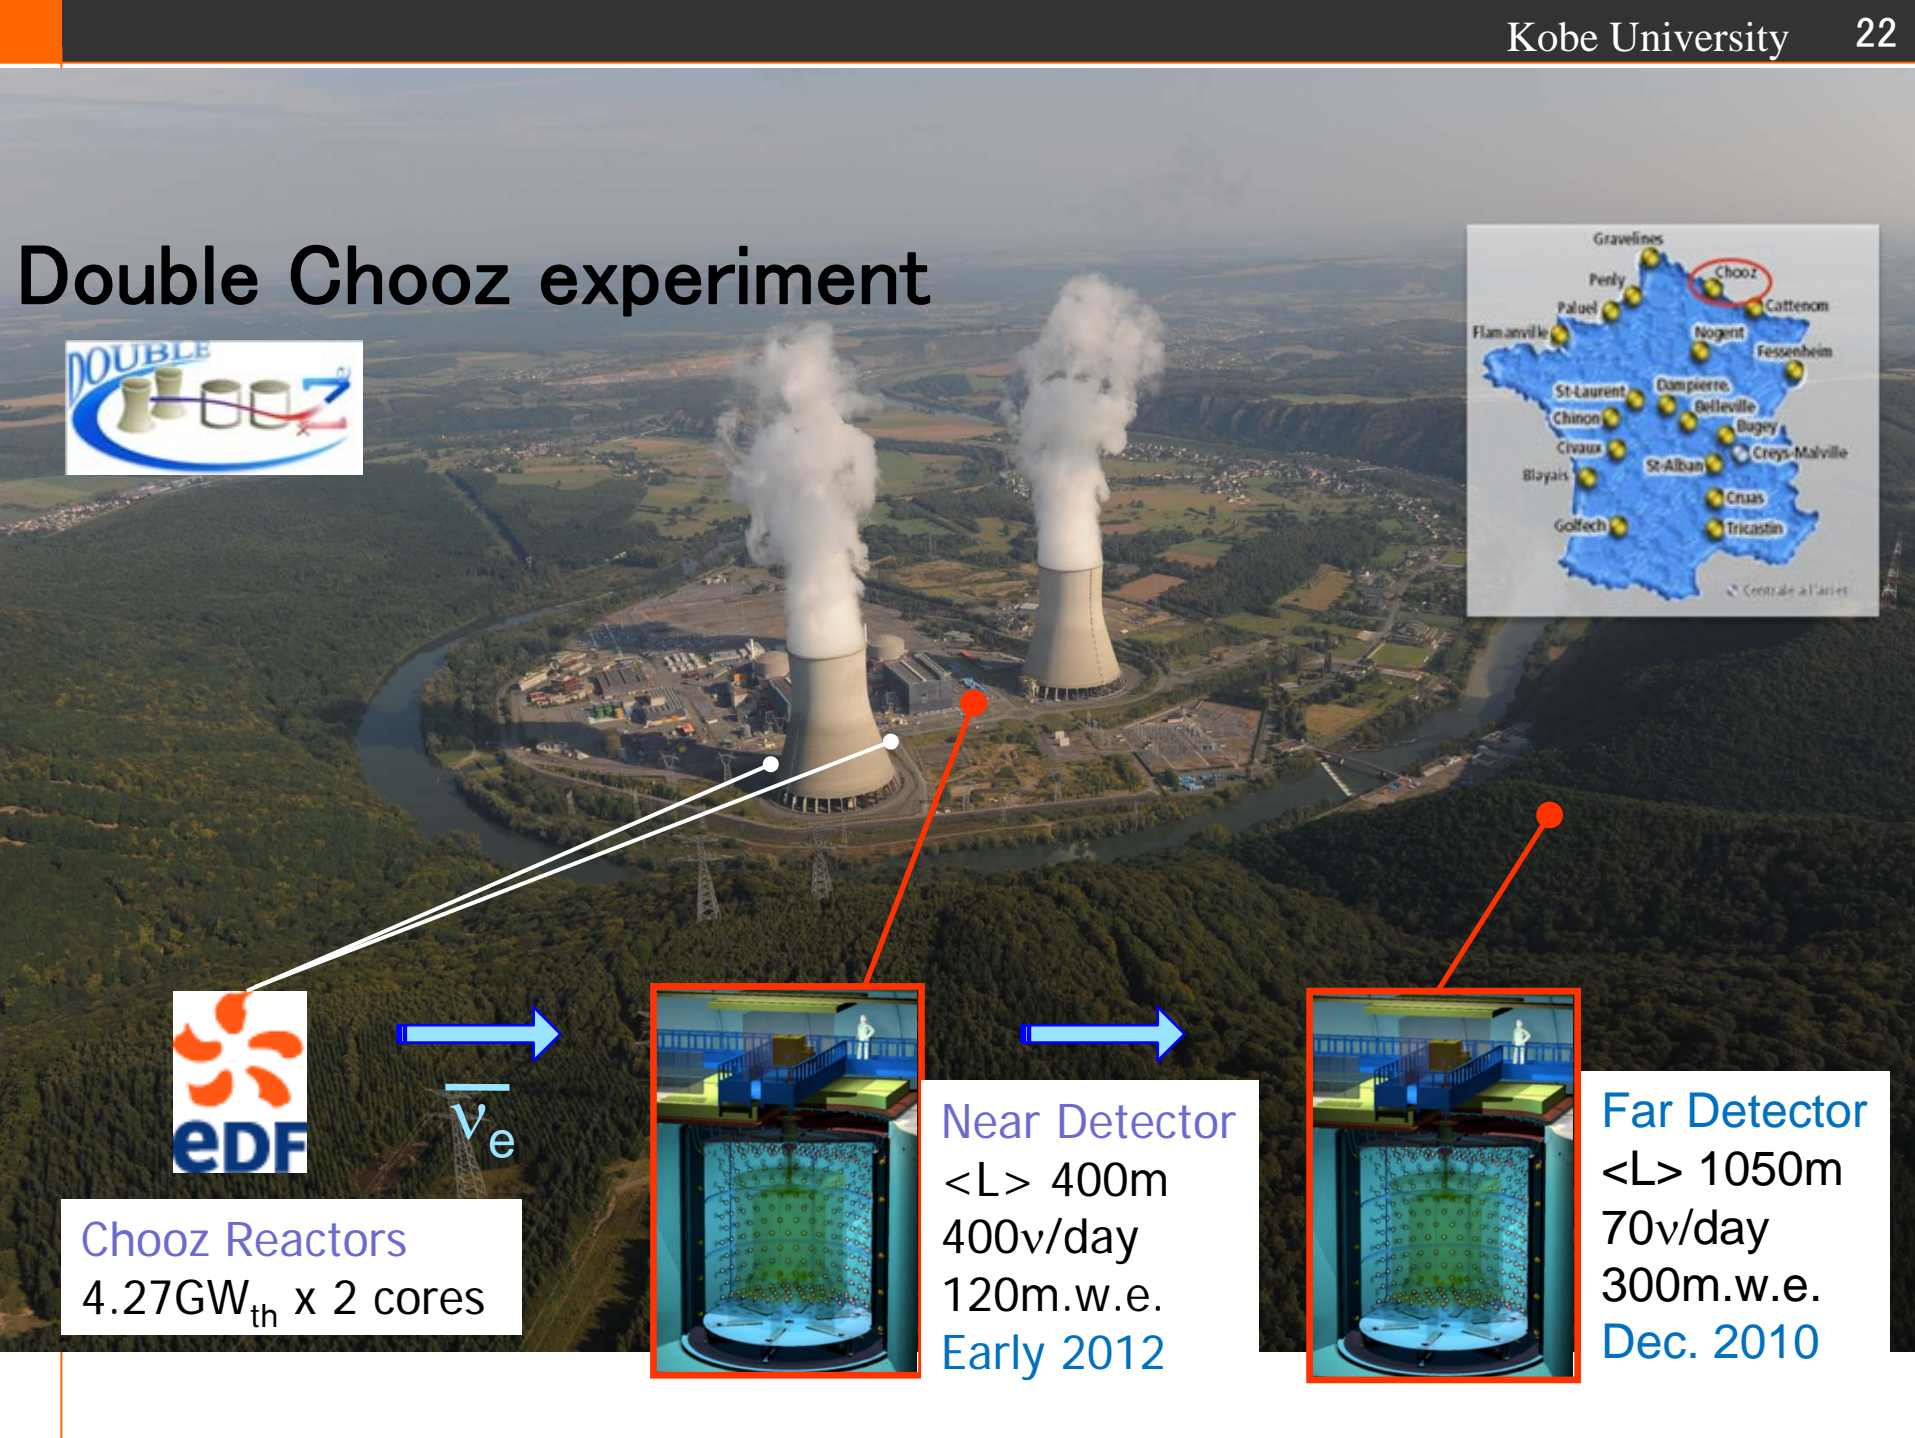 Kobe University 22
Double Chooz experiment
DOUBLE
Gravelines
Chooz
Penly
Paluel
Cattenom
Flamanville
Nogent
Fessenheim
St-Laurent
Dampierre
Belleville
Chinon
Bugey
Civaux
Creys-Malville
St-Alban
Blayais
Cruas
Golfech
Tricastin
Centrale à l'arret
eDF
ν̅e
Chooz Reactors
4.27GWth x 2 cores
Near Detector
<L> 400m
400ν/day
120m.w.e.
Early 2012
Far Detector
<L> 1050m
70ν/day
300m.w.e.
Dec. 2010